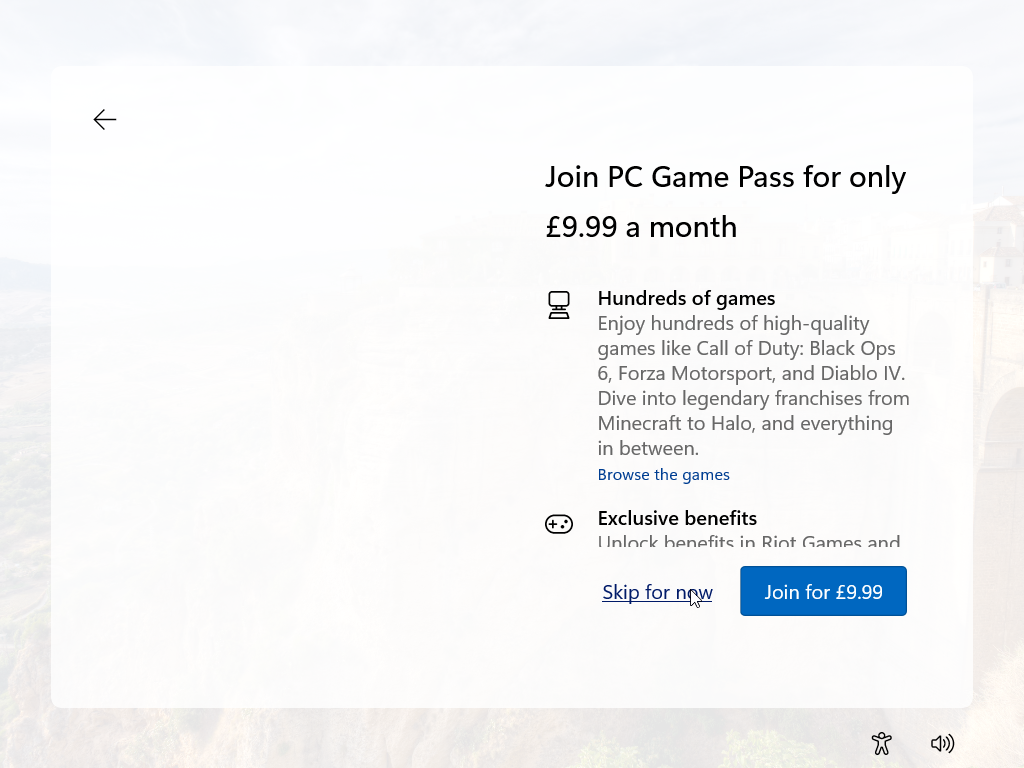 Join PC Game Pass for only
£9.99 a month
Hundreds of games
Enjoy hundreds of high-quality
games like Call of Duty: Black Ops
6, Forza Motorsport, and Diablo IV.
Dive into legendary franchises from
Minecraft to Halo, and everything
in between.
Browse the games
Exclusive benefits
Unlock benefits in Riot Games and
Skip for now
Join for £9.99